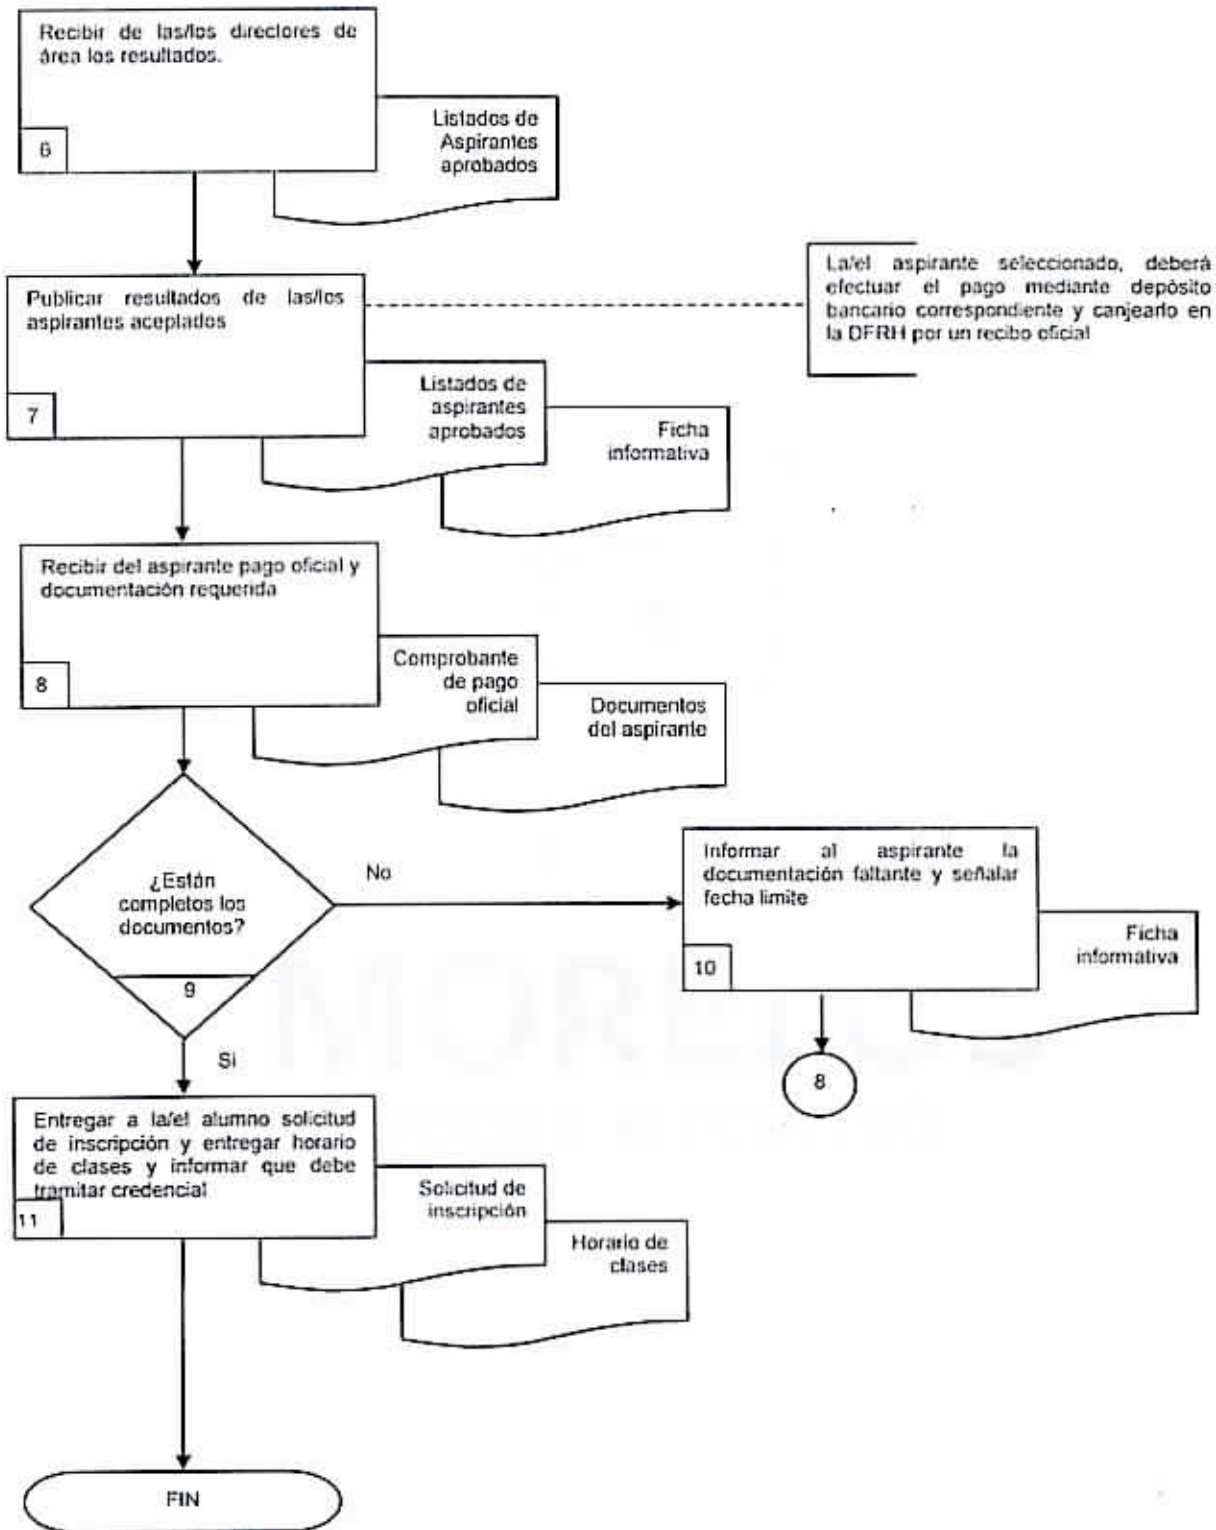 Recibir de las/los directores de
área los resultados.
6
Listados de
Aspirantes
aprobados
Publicar resultados de las/los
aspirantes aceptados
7
Listados de
aspirantes
aprobados
Ficha
informativa
La/el aspirante seleccionado, deberá
efectuar el pago mediante depósito
bancario correspondiente y canjearlo en
la DFRH por un recibo oficial
Recibir del aspirante pago oficial y
documentación requerida
8
Comprobante
de pago
oficial
Documentos
del aspirante
¿Están
completos los
documentos?
9
No
Informar al aspirante la
documentación faltante y señalar
fecha limite
10
Ficha
informativa
8
Si
Entregar a la/el alumno solicitud
de inscripción y entregar horario
de clases y informar que debe
tramitar credencial
11
Solicitud de
inscripción
Horario de
clases
FIN
MORELOS